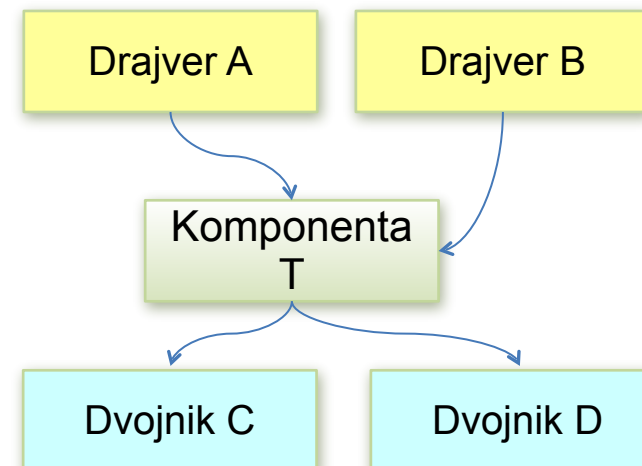 Drajver A
Drajver B
Komponenta
T
Dvojnik C
Dvojnik D